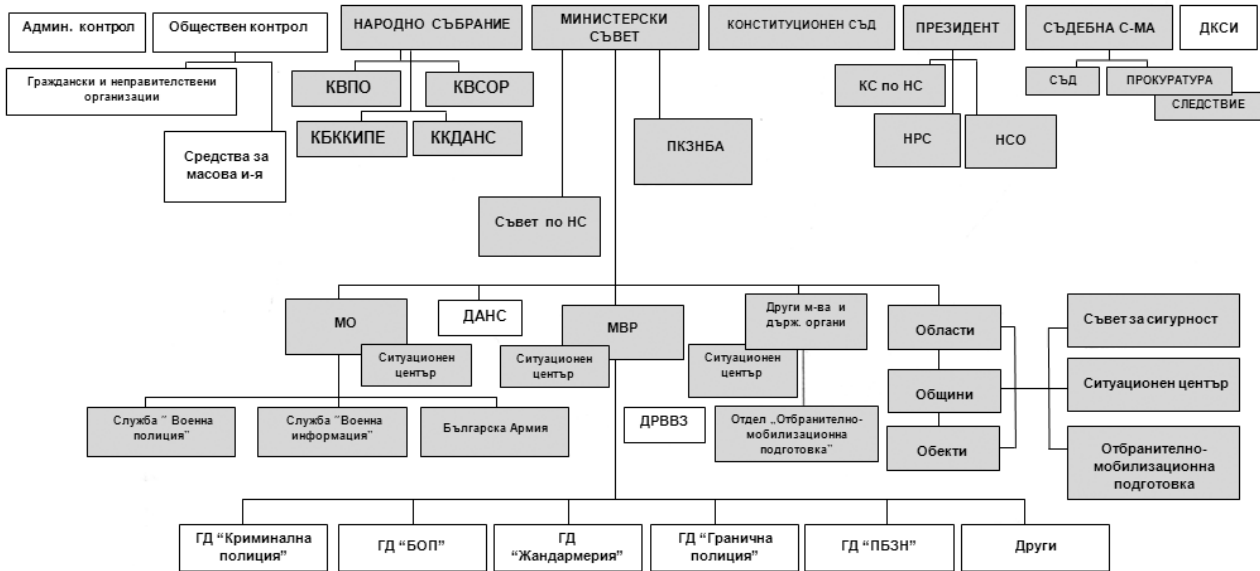 Админ. контрол
Обществен контрол
НАРОДНО СЪБРАНИЕ
МИНИСТЕРСКИ
СЪВЕТ
КОНСТИТУЦИОНЕН СЪД
ПРЕЗИДЕНТ
СЪДЕБНА С-МА
ДКСИ
Граждански и неправителствени
организации
Средства за
масова и-я
КВПО
КВСОР
КБККИПЕ
ККДАНС
ПКЗНБА
Съвет по НС
КС по НС
НРС
НСО
СЪД
ПРОКУРАТУРА
СЛЕДСТВИЕ
МО
Ситуационен
център
ДАНС
МВР
Ситуационен
център
Други м-ва и
държ. органи
Ситуационен
център
Области
Общини
Обекти
Съвет за сигурност
Ситуационен център
Отбранително-
мобилизационна
подготовка
Служба " Военна
полиция"
Служба "Военна
информация"
Българска Армия
ДРВВЗ
Отдел „Отбранително-
мобилизационна
подготовка"
ГД "Криминална
полиция"
ГД "БОП"
ГД
"Жандармерия"
ГД "Гранична
полиция"
ГД "ПБЗН"
Други